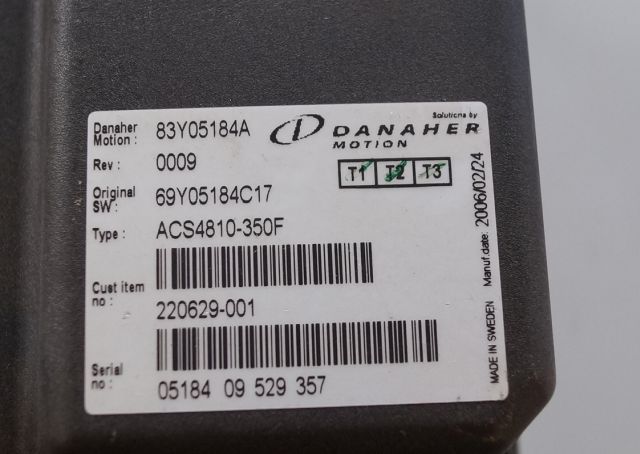 Solutions by
Danaher Motion : 83Y05184A
DANAHER
MOTION
Rev : 0009
T1 T2 T3
Original SW: 69Y05184C17
Type : ACS4810-350F
Cust item no : 220629-001
Serial no: 05184 09 529 357
MADE IN SWEDEN Manuf.date: 2006/02/24